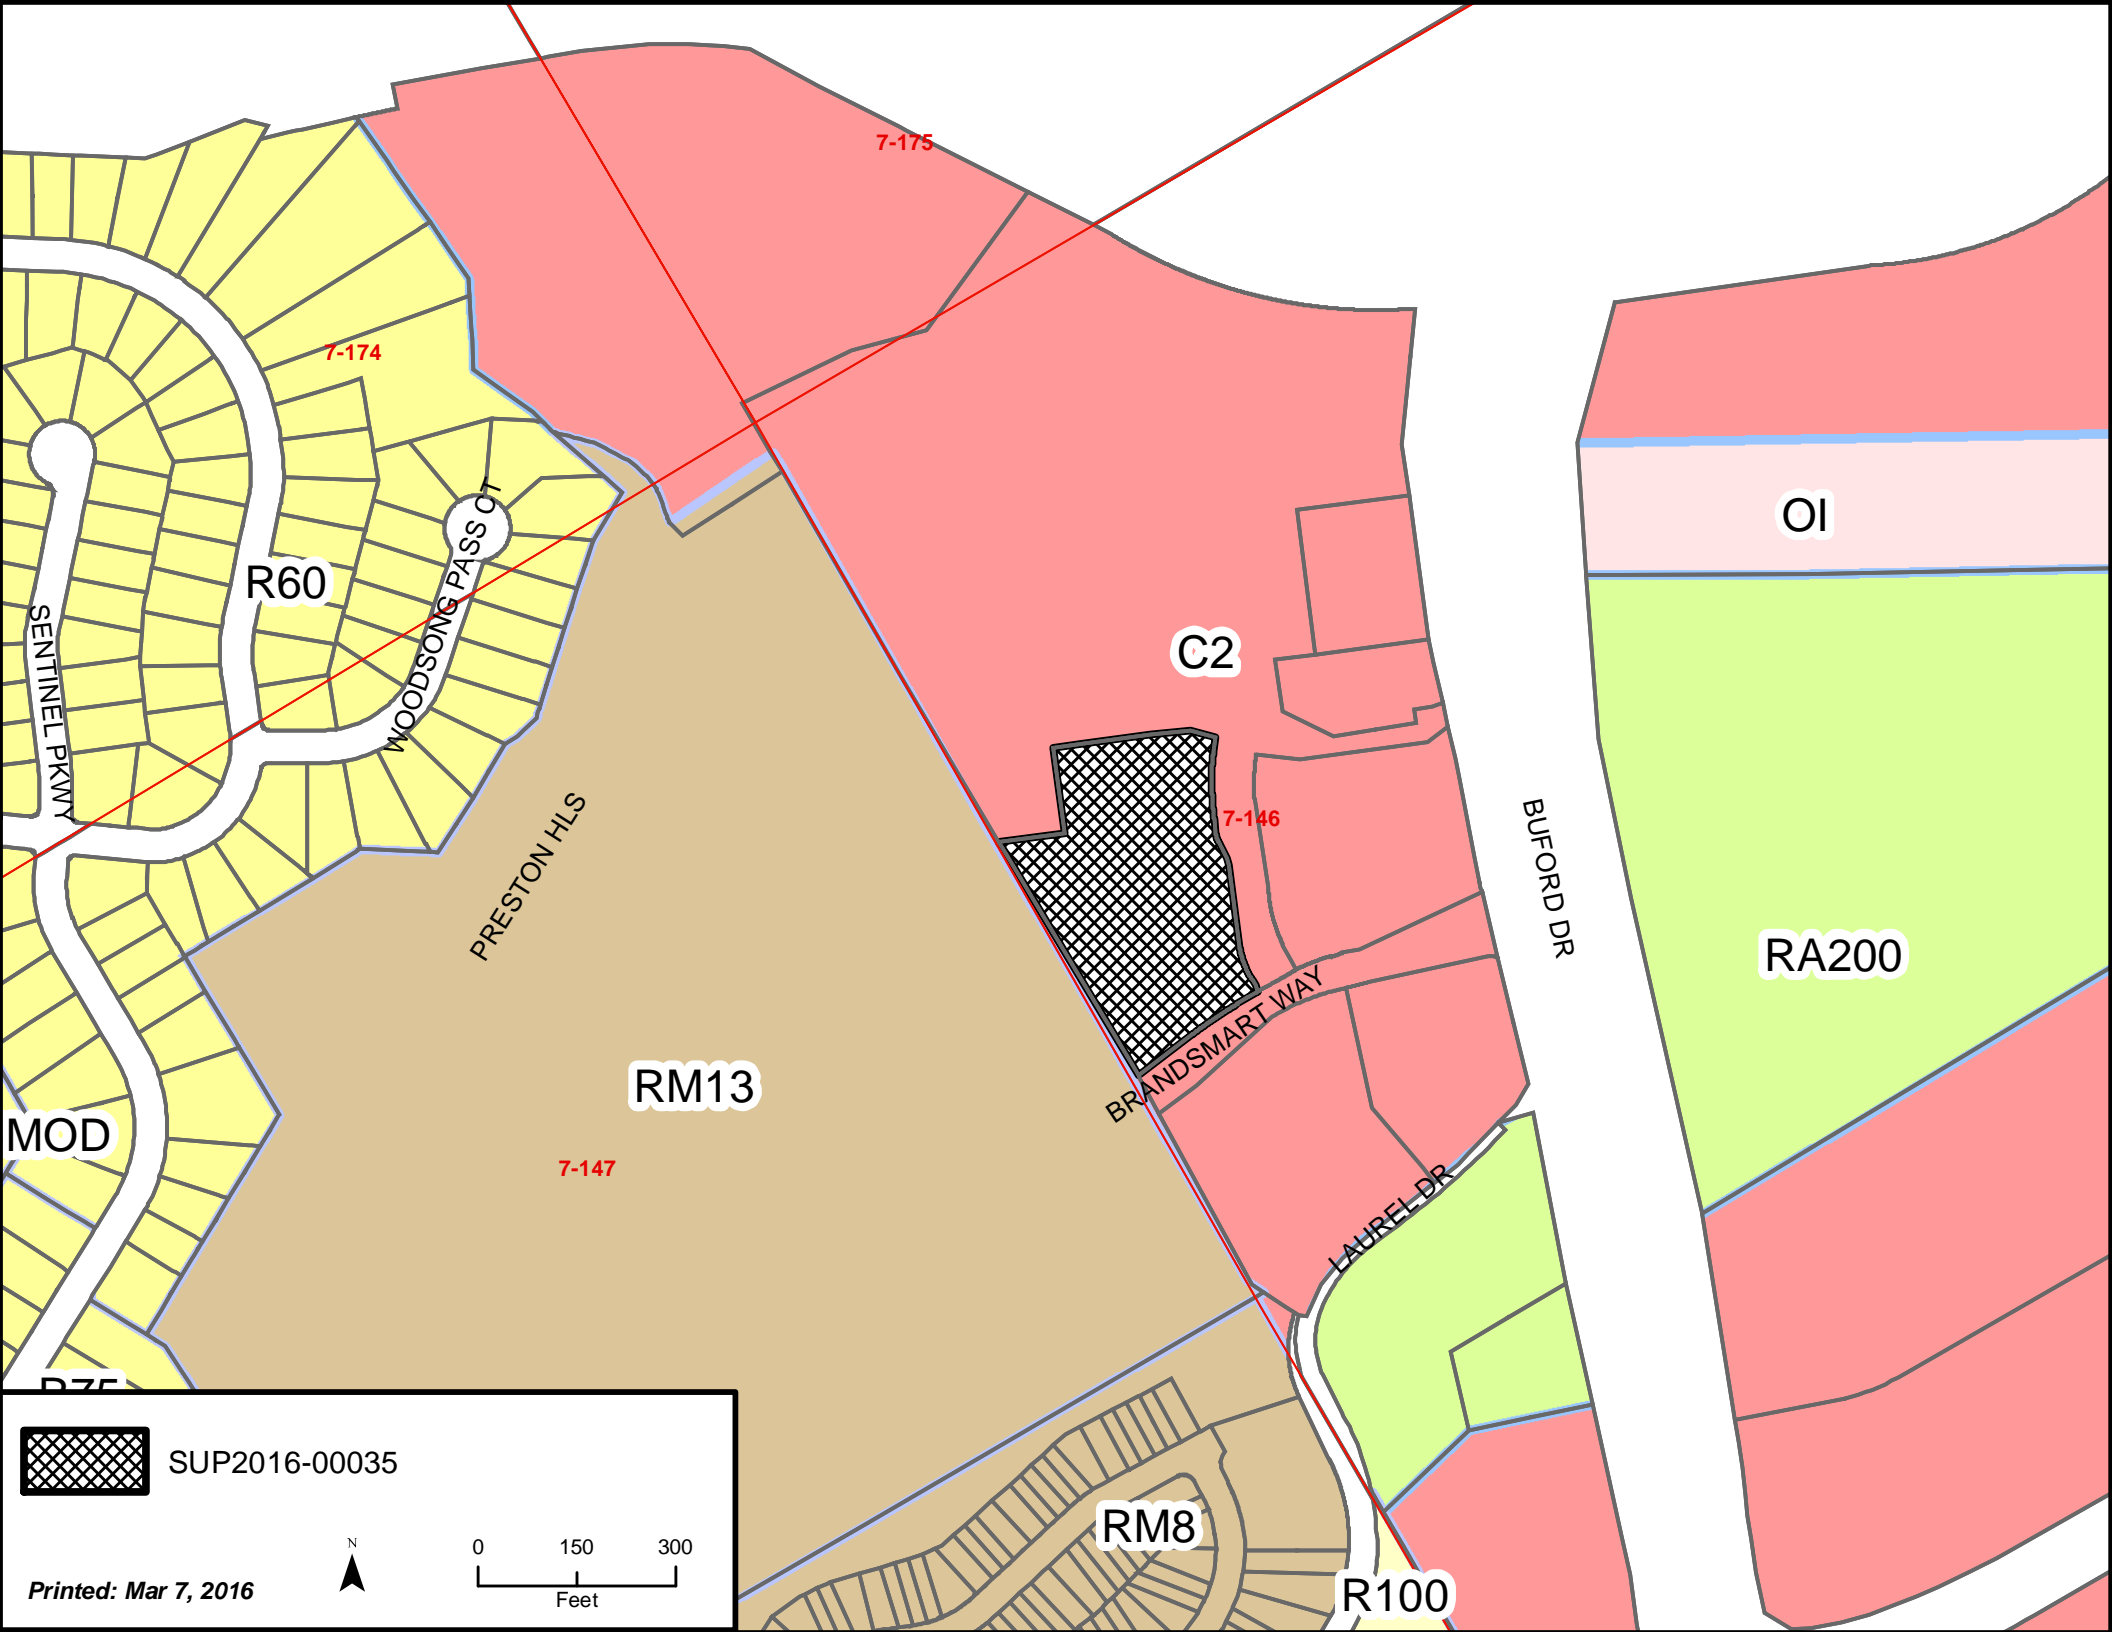 7-175
7-174
OI
R60
WOODSONG PASS CT
SENTINEL PKWY
C2
7-146
PRESTON HLS
BUFORD DR
RA200
BRANDSMART WAY
RM13
MOD
7-147
LAUREL DR
R75
SUP2016-00035
RM8
N
0 150 300
Feet
Printed: Mar 7, 2016
R100